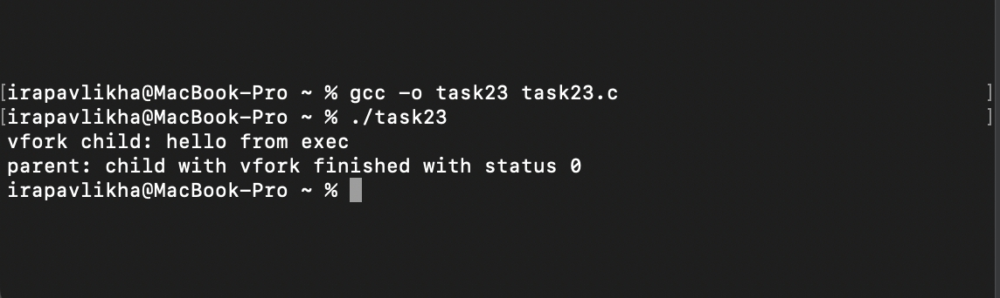 [irapavlikha@MacBook-Pro ~ % gcc -o task23 task23.c ]
[irapavlikha@MacBook-Pro ~ % ./task23 ]
vfork child: hello from exec
parent: child with vfork finished with status 0
irapavlikha@MacBook-Pro ~ %